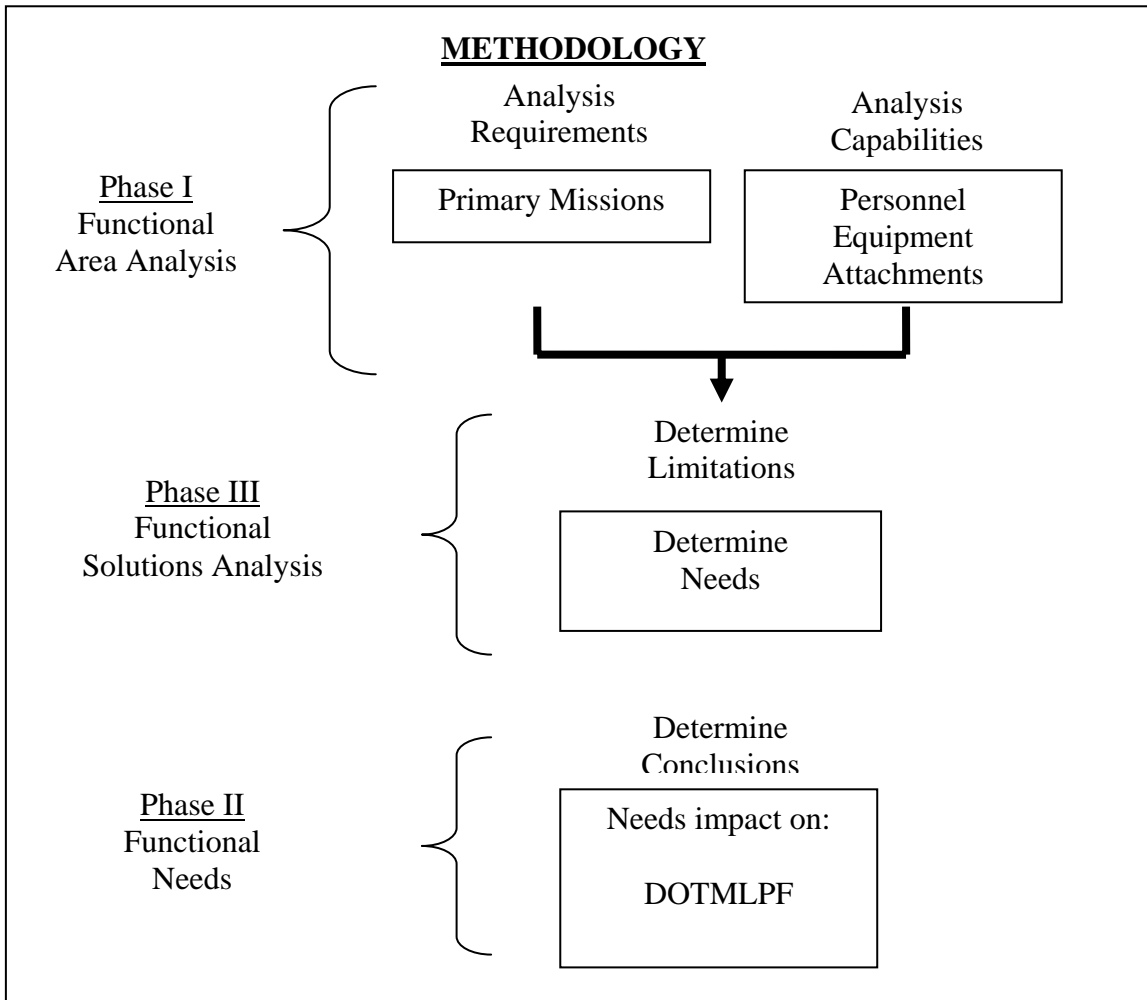 METHODOLOGY
Analysis
Requirements
Analysis
Capabilities
Phase I
Functional
Area Analysis
Primary Missions
Personnel
Equipment
Attachments
Determine
Limitations
Phase III
Functional
Solutions Analysis
Determine
Needs
Determine
Conclusions
Phase II
Functional
Needs
Needs impact on:
DOTMLPF